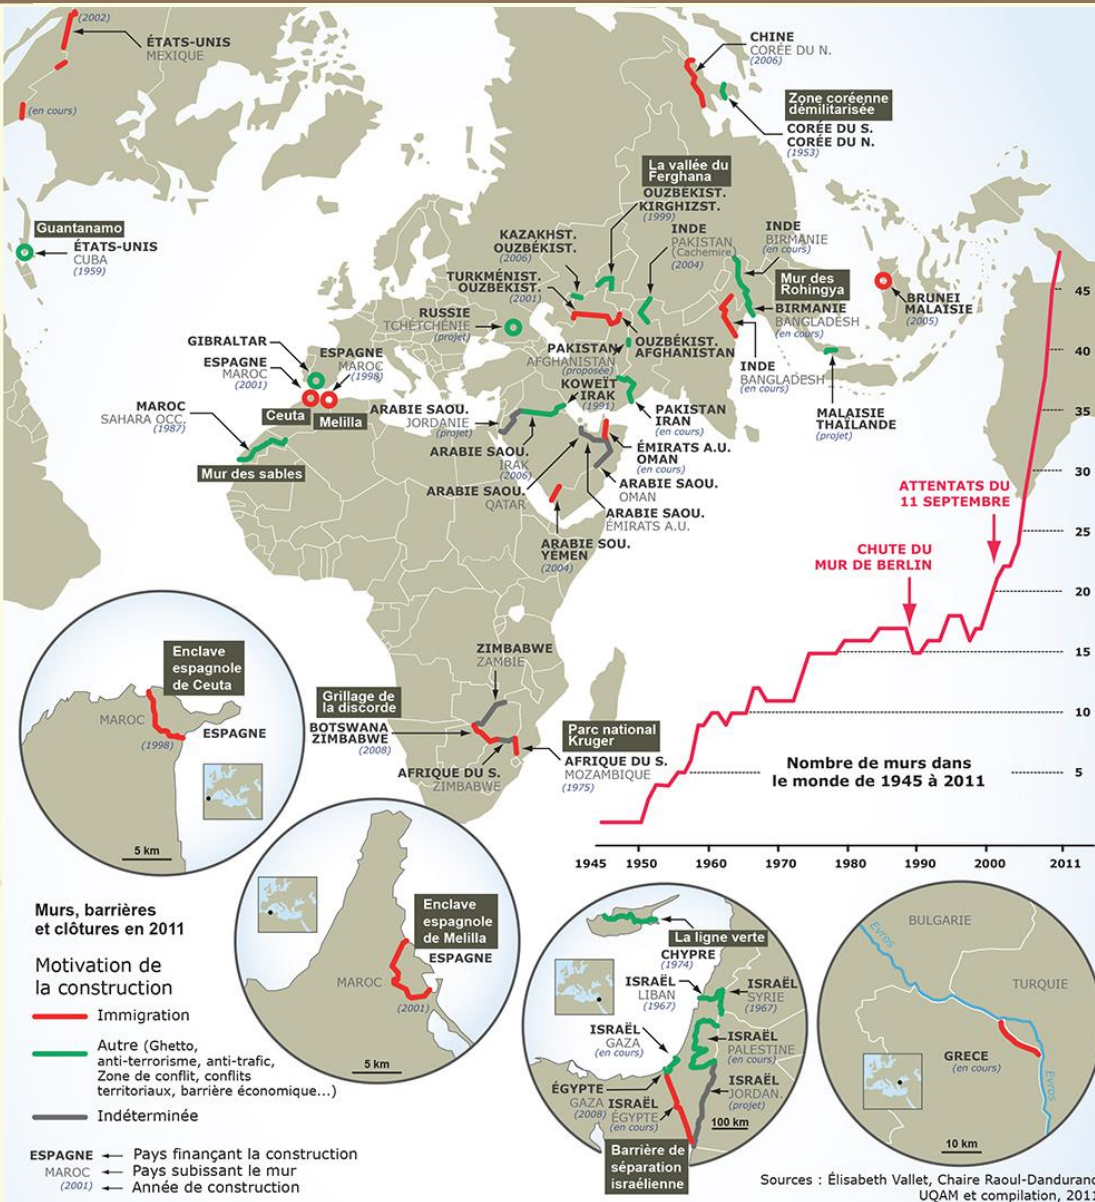 (2002)
ÉTATS-UNIS
MEXIQUE
(en cours)
CHINE
CORÉE DU N.
(2006)
Zone coréenne
démilitarisée
CORÉE DU S.
CORÉE DU N.
(1953)
Guantanamo
ÉTATS-UNIS
CUBA
(1959)
La vallée du
Ferghana
OUZBÉKIST.
KIRGHIZST.
(1999)
KAZAKHST.
OUZBÉKIST.
(2006)
INDE
PAKISTAN
(Cachemire)
(2004)
INDE
BIRMANIE
(en cours)
Mur des
Rohingya
BIRMANIE
BANGLADESH
(en cours)
BRUNEI
MALAISIE
(2005)
TURKMÉNIST.
OUZBÉKIST.
(2001)
RUSSIE
TCHÉTCHÉNIE
(projet)
OUZBÉKIST.
AFGHANISTAN
PAKISTAN
AFGHANISTAN
(proposée)
INDE
BANGLADESH
(en cours)
MALAISIE
THAÏLANDE
(projet)
GIBRALTAR
ESPAGNE
MAROC
(2001)
ESPAGNE
MAROC
(1998)
Ceuta
Melilla
MAROC
SAHARA OCC.
(1987)
Mur des sables
KOWEÏT
IRAK
(1991)
ARABIE SAOU.
JORDANIE
(projet)
ARABIE SAOU.
IRAK
(2006)
ARABIE SAOU.
QATAR
PAKISTAN
IRAN
(en cours)
ÉMIRATS A.U.
OMAN
(en cours)
ARABIE SAOU.
OMAN
ARABIE SAOU.
ÉMIRATS A.U.
ARABIE SOU.
YÉMEN
(2004)
ZIMBABWE
ZAMBIE
Grillage de
la discorde
BOTSWANA
ZIMBABWE
(2008)
AFRIQUE DU S.
ZIMBABWE
Parc national
Kruger
AFRIQUE DU S.
MOZAMBIQUE
(1975)
ATTENTATS DU
11 SEPTEMBRE
CHUTE DU
MUR DE BERLIN
45
40
35
30
25
20
15
10
5
Nombre de murs dans
le monde de 1945 à 2011
1945
1950
1960
1970
1980
1990
2000
2011
Enclave
espagnole
de Ceuta
MAROC
ESPAGNE
(1998)
5 km
Enclave
espagnole
de Melilla
ESPAGNE
MAROC
(2001)
5 km
Murs, barrières
et clôtures en 2011
Motivation de
la construction
Immigration
Autre (Ghetto,
anti-terrorisme, anti-trafic,
Zone de conflit, conflits
territoriaux, barrière économique...)
Indéterminée
ESPAGNE
Pays finançant la construction
MAROC
Pays subissant le mur
(2001)
Année de construction
La ligne verte
CHYPRE
(1974)
ISRAËL
LIBAN
(1967)
ISRAËL
SYRIE
(1967)
ISRAËL
GAZA
(en cours)
ISRAËL
PALESTINE
(en cours)
ÉGYPTE
GAZA
(2008)
ISRAËL
ÉGYPTE
(en cours)
ISRAËL
JORDAN.
(projet)
100 km
Barrière de
séparation
israélienne
BULGARIE
Evros
TURQUIE
GRECE
(en cours)
Evros
10 km
Sources : Élisabeth Vallet, Chaire Raoul-Dandurand
UQAM et compilation, 2011